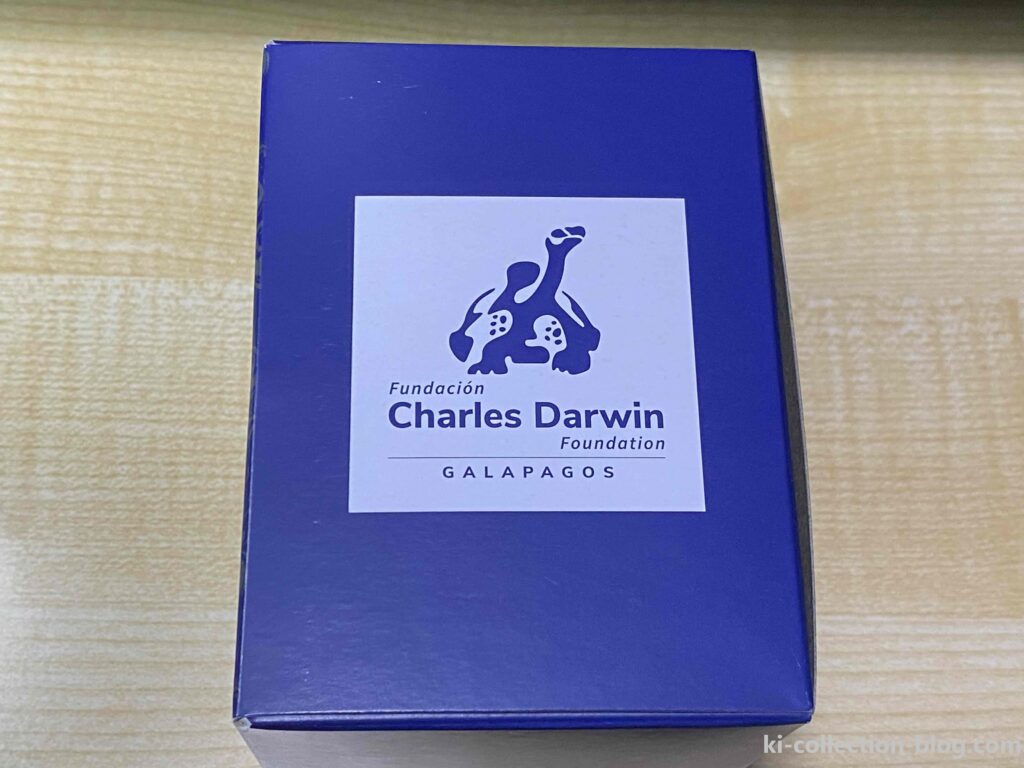 Fundación
Charles Darwin
Foundation
GALAPAGOS
ki-collection-blog.com